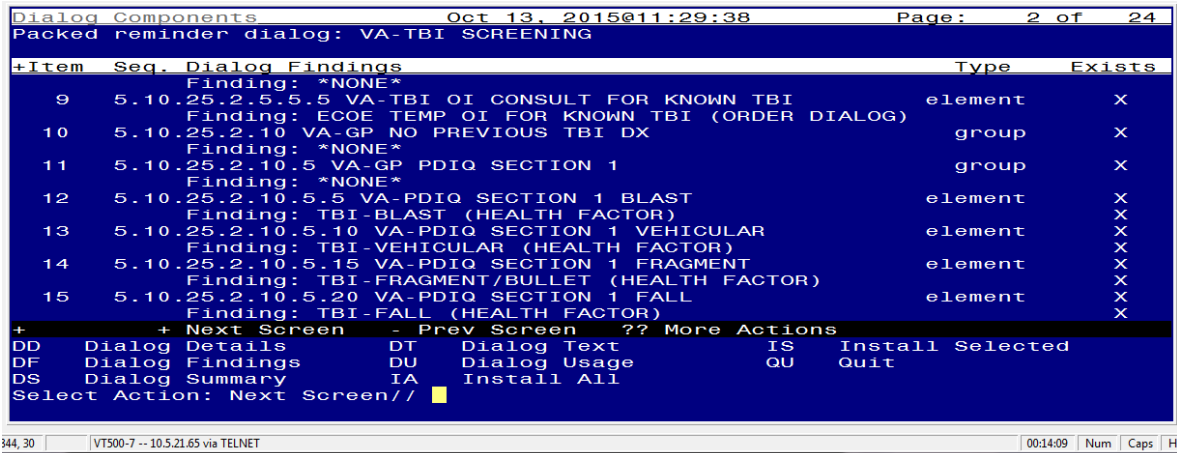 Dialog Components Oct 13, 2015@11:29:38 Page: 2 of 24
Packed reminder dialog: VA-TBI SCREENING
+Item Seq. Dialog Findings Type Exists
Finding: *NONE*
9 5.10.25.2.5.5.5 VA-TBI OI CONSULT FOR KNOWN TBI element X
Finding: ECOE TEMP OI FOR KNOWN TBI (ORDER DIALOG)
10 5.10.25.2.10 VA-GP NO PREVIOUS TBI DX group X
Finding: *NONE*
11 5.10.25.2.10.5 VA-GP PDIQ SECTION 1 group X
Finding: *NONE*
12 5.10.25.2.10.5.5 VA-PDIQ SECTION 1 BLAST element X
Finding: TBI-BLAST (HEALTH FACTOR) X
13 5.10.25.2.10.5.10 VA-PDIQ SECTION 1 VEHICULAR element X
Finding: TBI-VEHICULAR (HEALTH FACTOR) X
14 5.10.25.2.10.5.15 VA-PDIQ SECTION 1 FRAGMENT element X
Finding: TBI-FRAGMENT/BULLET (HEALTH FACTOR) X
15 5.10.25.2.10.5.20 VA-PDIQ SECTION 1 FALL element X
Finding: TBI-FALL (HEALTH FACTOR) X
+ + Next Screen - Prev Screen ?? More Actions
DD Dialog Details DT Dialog Text IS Install Selected
DF Dialog Findings DU Dialog Usage QU Quit
DS Dialog Summary IA Install All
Select Action: Next Screen//
344, 30 VT500-7 -- 10.5.21.65 via TELNET 00:14:09 Num Caps H